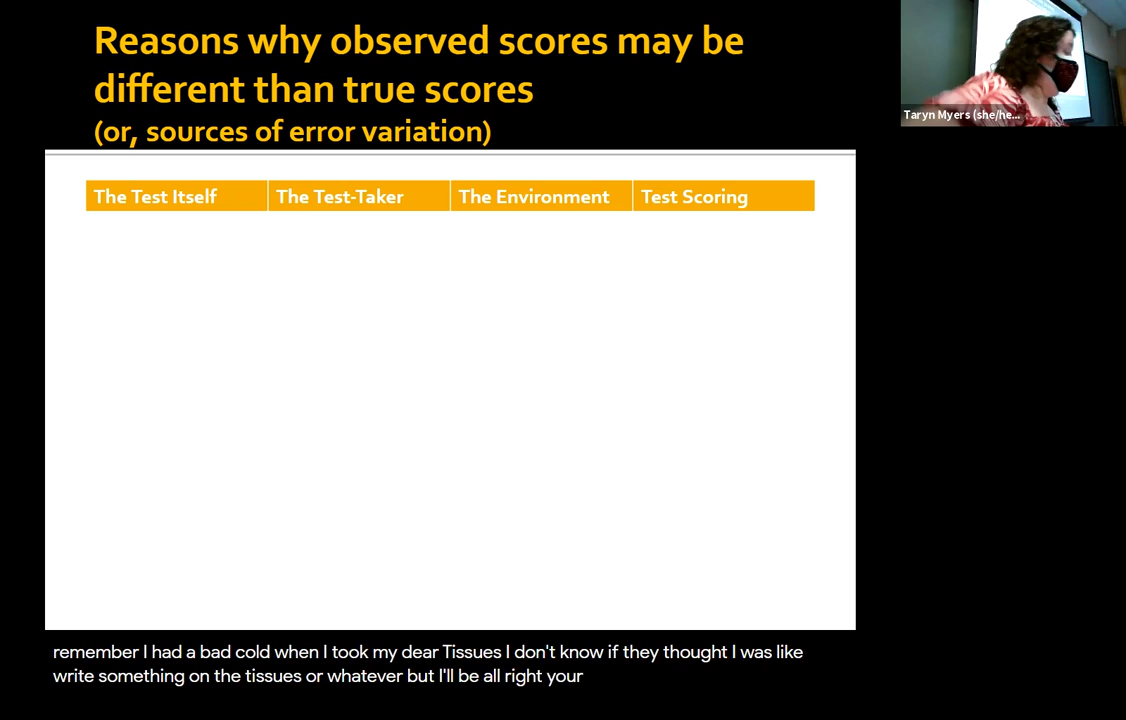 Reasons why observed scores may be
different than true scores
(or, sources of error variation)
Taryn Myers (she/he...
The Test Itself
The Test-Taker
The Environment
Test Scoring
remember I had a bad cold when I took my dear Tissues I don't know if they thought I was like
write something on the tissues or whatever but I'll be all right your